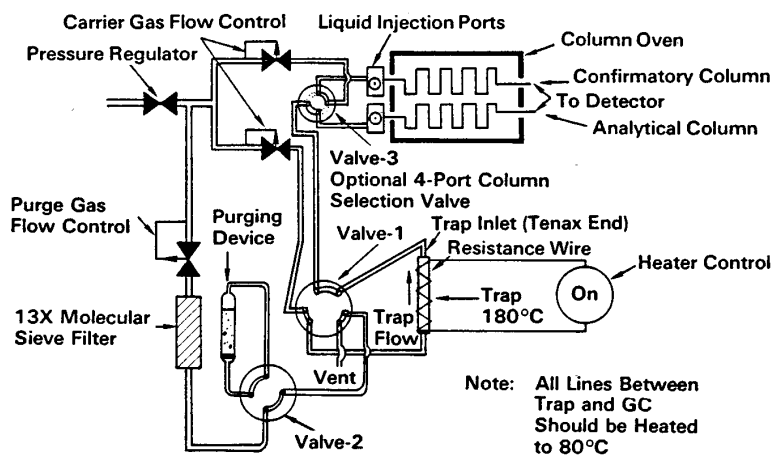 Carrier Gas Flow Control
Pressure Regulator
Liquid Injection Ports
Column Oven
Confirmatory Column
To Detector
Analytical Column
Valve-3
Optional 4-Port Column
Selection Valve
Purge Gas
Flow Control
Purging
Device
Valve-1
Trap Inlet (Tenax End)
Resistance Wire
Heater Control
On
Trap
180°C
Trap
Flow
13X Molecular
Sieve Filter
Vent
Valve-2
Note: All Lines Between
Trap and GC
Should be Heated
to 80°C